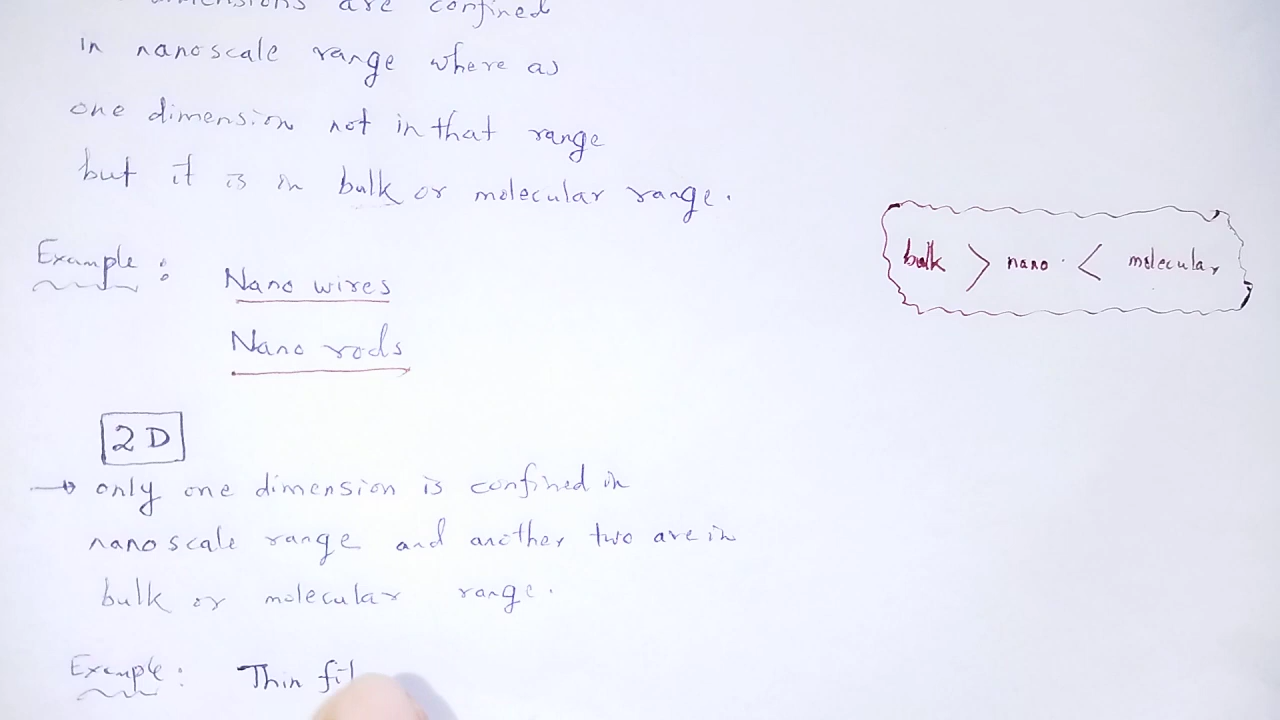 dimensions are confined
in nanoscale range where as
one dimension not in that range
but it is in bulk or molecular range.
Example :
Nano wires
Nano rods
bulk > nano < molecular
2D
→ only one dimension is confined in
nanoscale range and another two are in
bulk or molecular range.
Example : Thin fil